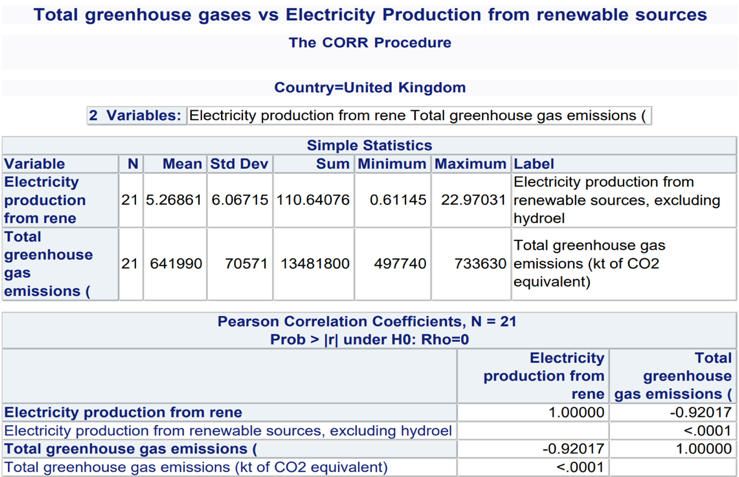 Total greenhouse gases vs Electricity Production from renewable sources
The CORR Procedure
Country=United Kingdom
2 Variables: Electricity production from rene Total greenhouse gas emissions (
Simple Statistics
Variable N Mean Std Dev Sum Minimum Maximum Label
Electricity
production
from rene 21 5.26861 6.06715 110.64076 0.61145 22.97031 Electricity production from
renewable sources, excluding
hydroel
Total
greenhouse
gas
emissions ( 21 641990 70571 13481800 497740 733630 Total greenhouse gas
emissions (kt of CO2
equivalent)
Pearson Correlation Coefficients, N = 21
Prob > |r| under H0: Rho=0
Electricity
production from
rene Total
greenhouse
gas emissions (
Electricity production from rene 1.00000 -0.92017
Electricity production from renewable sources, excluding hydroel <.0001
Total greenhouse gas emissions ( -0.92017 1.00000
Total greenhouse gas emissions (kt of CO2 equivalent) <.0001